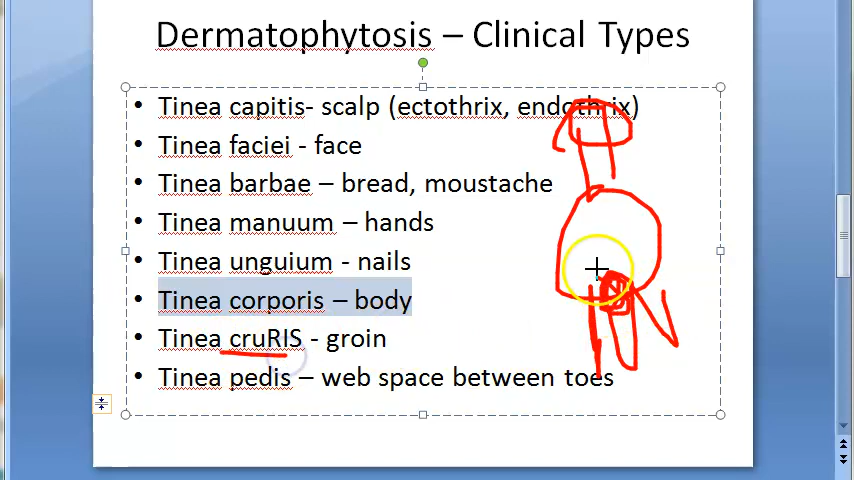 Dermatophytosis – Clinical Types
• Tinea capitis- scalp (ectothrix, endothrix)
• Tinea faciei - face
• Tinea barbae – bread, moustache
• Tinea manuum – hands
• Tinea unguium - nails
• Tinea corporis – body
• Tinea cruRIS - groin
• Tinea pedis – web space between toes